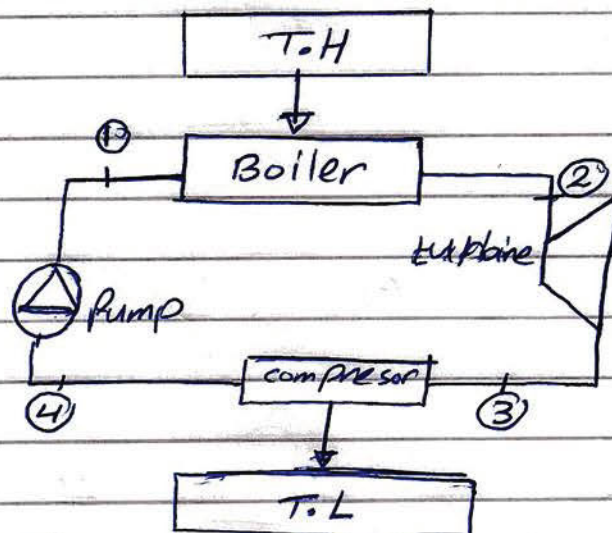 T.H
①
Boiler
②
turbine
Pump
compresor
④
③
T.L